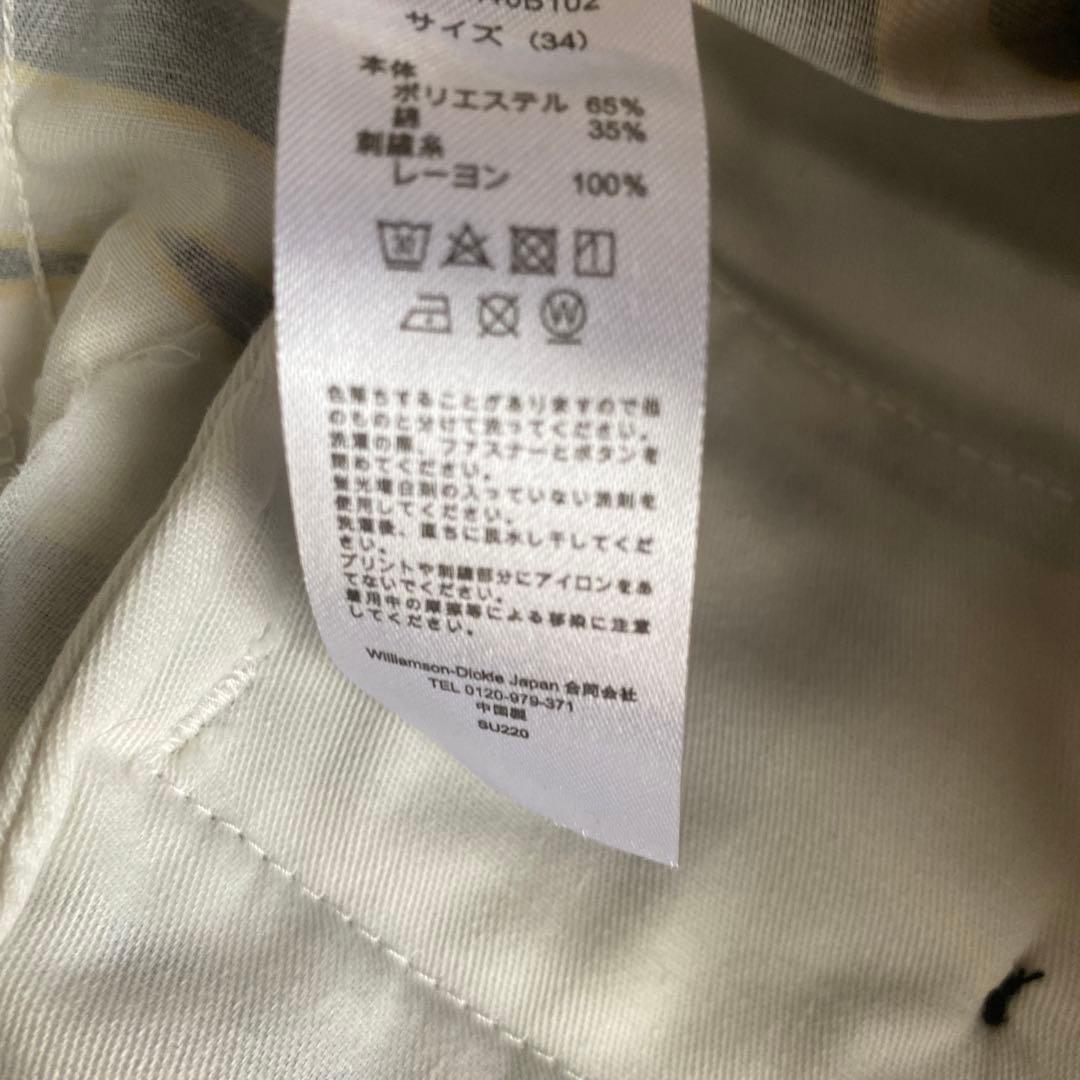 サイズ (34)
本体
ポリエステル 65%
綿 35%
刺繍糸
レーヨン 100%
30
W
色落ちすることがありますので他
のものと分けて洗ってください。
洗濯の際、ファスナーとボタンを
閉めてください。
蛍光増白剤の入っていない洗剤を
使用してください。
洗濯後、直ちに脱水し干してくだ
さい。
プリントや刺繍部分にアイロンをあ
てないでください。
着用中の摩擦等による移染に注意
してください。
Williamson-Dickie Japan 合同会社
TEL 0120-979-371
中国製
SU220